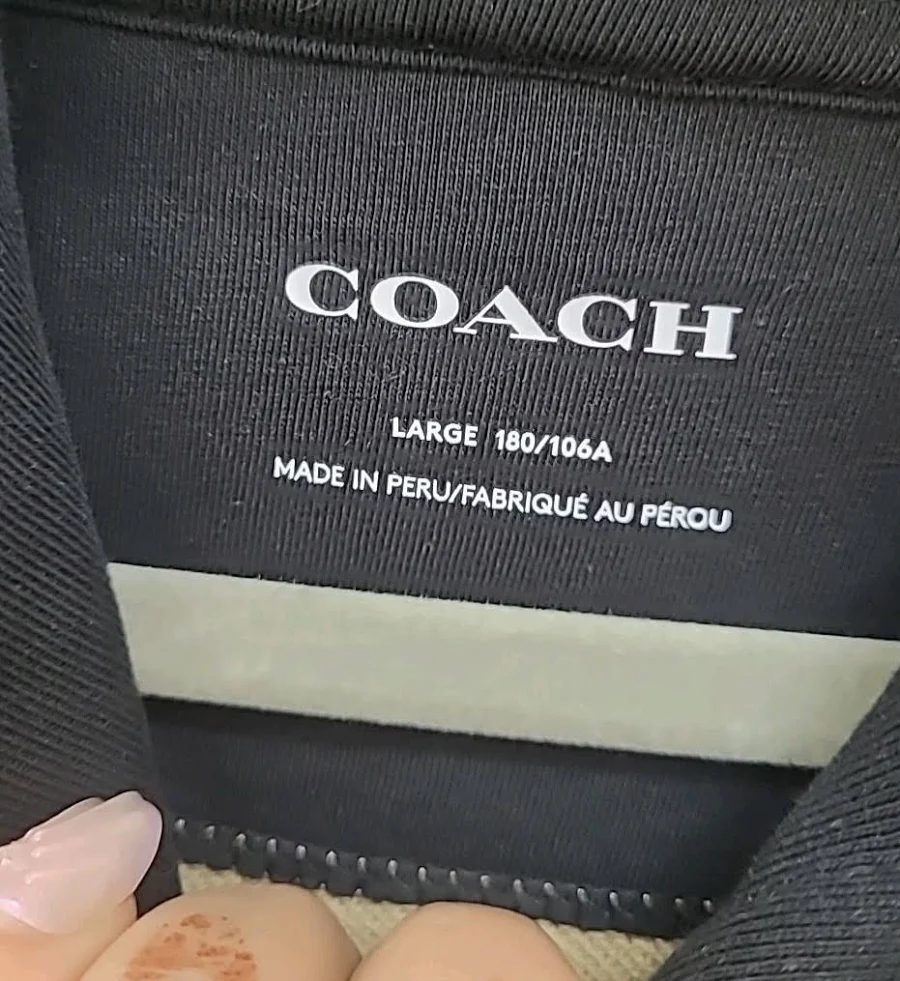 COACH
LARGE 180/106A
MADE IN PERU/FABRIQUÉ AU PÉROU